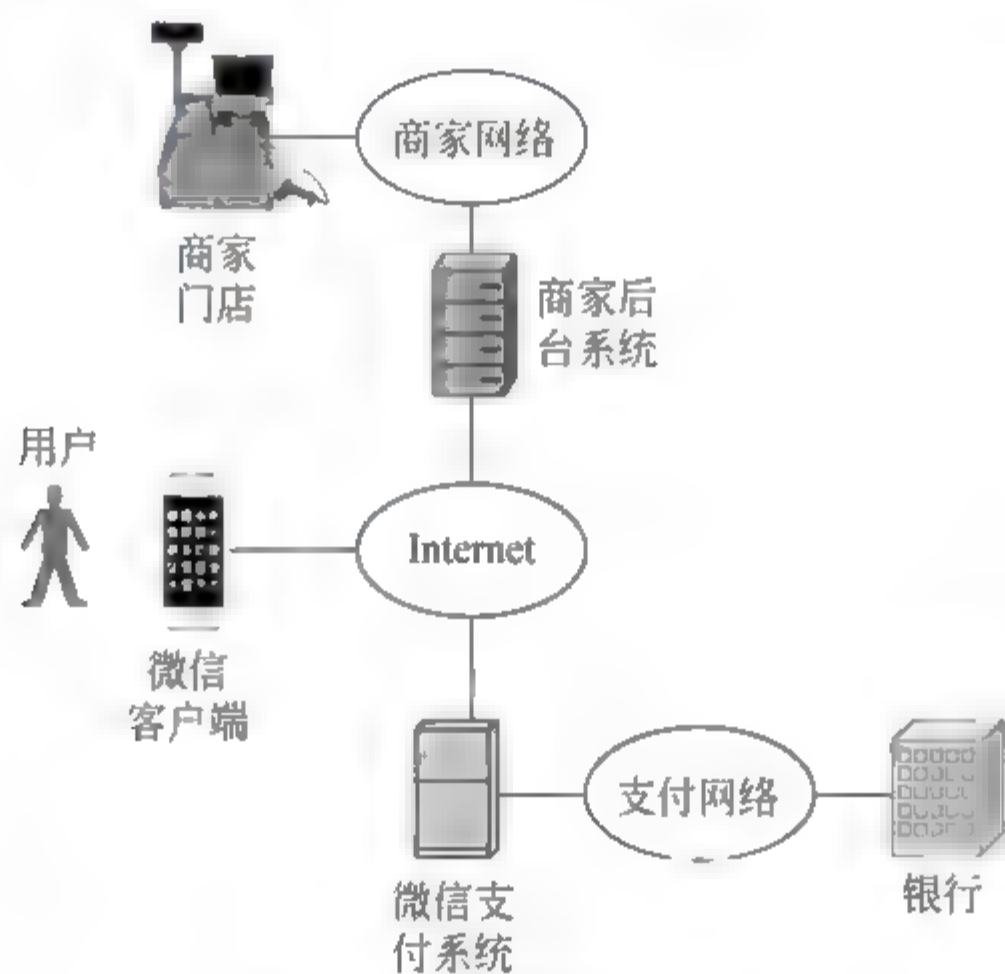 商家网络
商家
门店
商家后
台系统
用户
Internet
微信
客户端
支付网络
微信支
付系统
银行